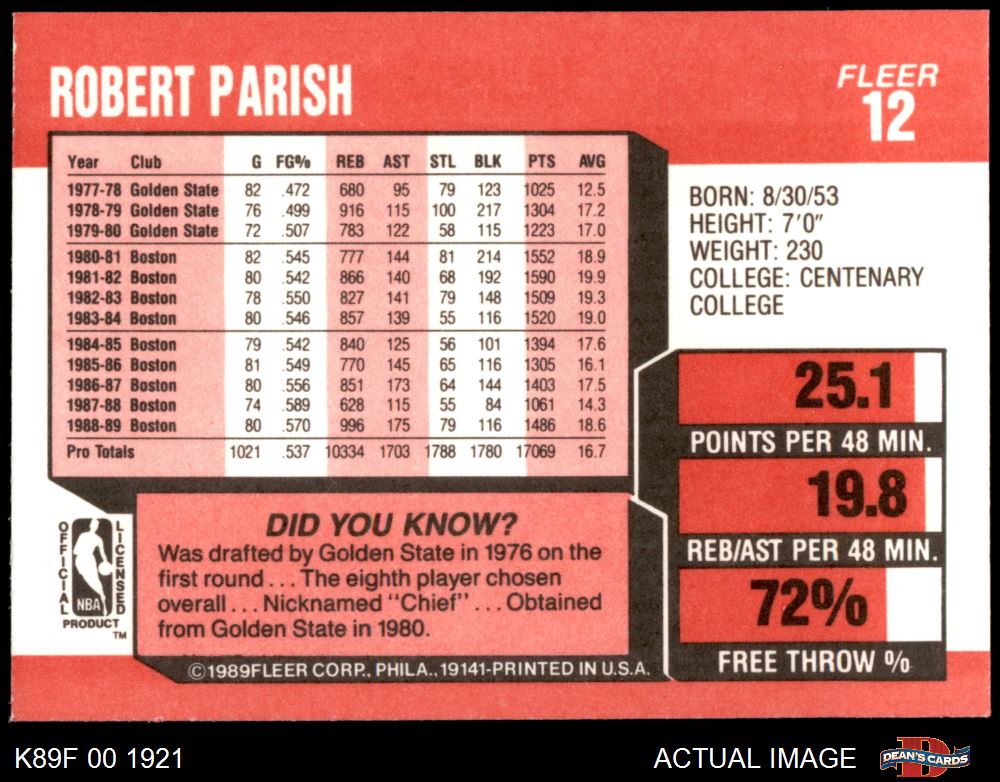 ROBERT PARISH
FLEER
12
Year Club G FG% REB AST STL BLK PTS AVG
1977-78 Golden State 82 .472 680 95 79 123 1025 12.5
1978-79 Golden State 76 .499 916 115 100 217 1304 17.2
1979-80 Golden State 72 .507 783 122 58 115 1223 17.0
1980-81 Boston 82 .545 777 144 81 214 1552 18.9
1981-82 Boston 80 .542 866 140 68 192 1590 19.9
1982-83 Boston 78 .550 827 141 79 148 1509 19.3
1983-84 Boston 80 .546 857 139 55 116 1520 19.0
1984-85 Boston 79 .542 840 125 56 101 1394 17.6
1985-86 Boston 81 .549 770 145 65 116 1305 16.1
1986-87 Boston 80 .556 851 173 64 144 1403 17.5
1987-88 Boston 74 .589 628 115 55 84 1061 14.3
1988-89 Boston 80 .570 996 175 79 116 1486 18.6
Pro Totals 1021 .537 10334 1703 1788 1780 17069 16.7
BORN: 8/30/53
HEIGHT: 7'0"
WEIGHT: 230
COLLEGE: CENTENARY
COLLEGE
25.1
POINTS PER 48 MIN.
19.8
REB/AST PER 48 MIN.
72%
FREE THROW %
DID YOU KNOW?
Was drafted by Golden State in 1976 on the
first round . . . The eighth player chosen
overall . . . Nicknamed "Chief" . . . Obtained
from Golden State in 1980.
OFFICIAL
LICENSED
NBA
PRODUCT
TM
©1989FLEER CORP., PHILA., 19141-PRINTED IN U.S.A.
K89F 00 1921
ACTUAL IMAGE
D
DEAN'S CARDS